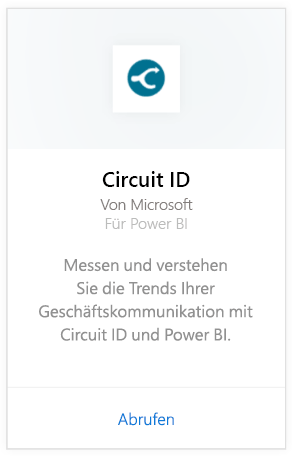 Circuit ID
Von Microsoft
Für Power BI
Messen und verstehen
Sie die Trends Ihrer
Geschäftskommunikation mit
Circuit ID und Power BI.
Abrufen